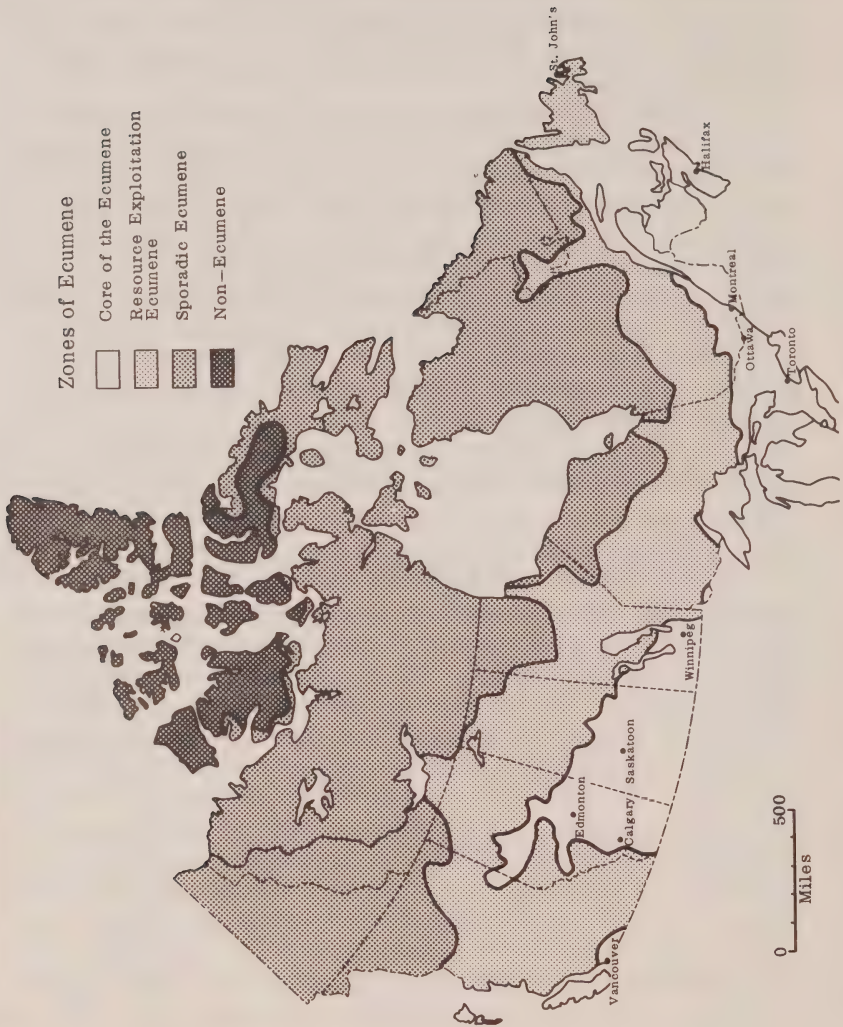 Zones of Ecumene
Core of the Ecumene
Resource Exploitation
Ecumene
Sporadic Ecumene
Non-Ecumene
St. John's
Halifax
Montreal
Ottawa
Toronto
Winnipeg
Saskatoon
Edmonton
Calgary
Vancouver
0 500
Miles